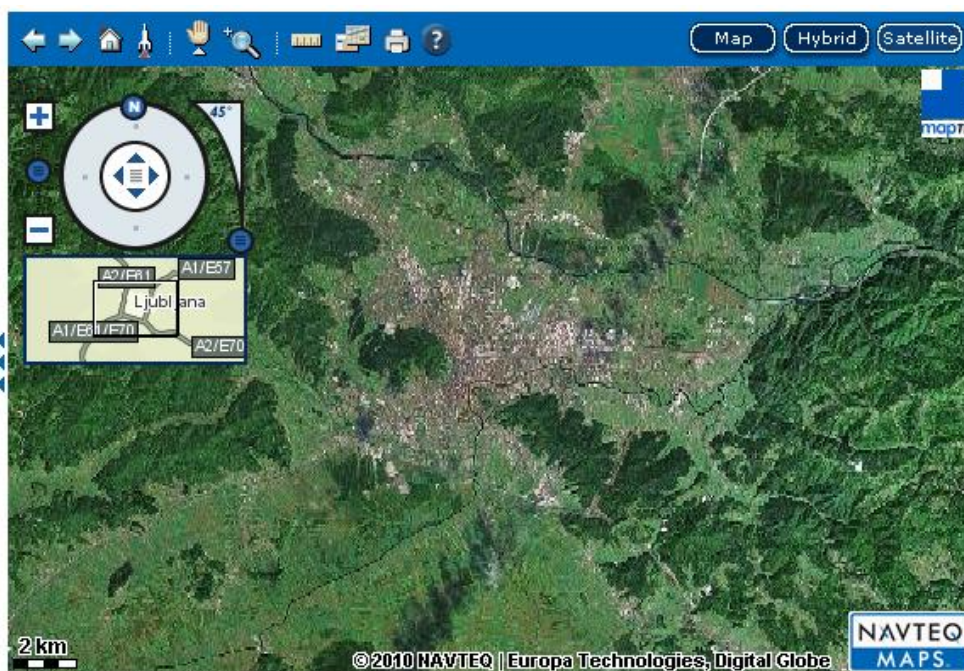 Map Hybrid Satellite
N
45°
A2/E61
A1/E57
Ljubljana
A1/E61/E70
A2/E70
2 km
© 2010 NAVTEQ | Europa Technologies, Digital Globe
NAVTEQ
MAPS